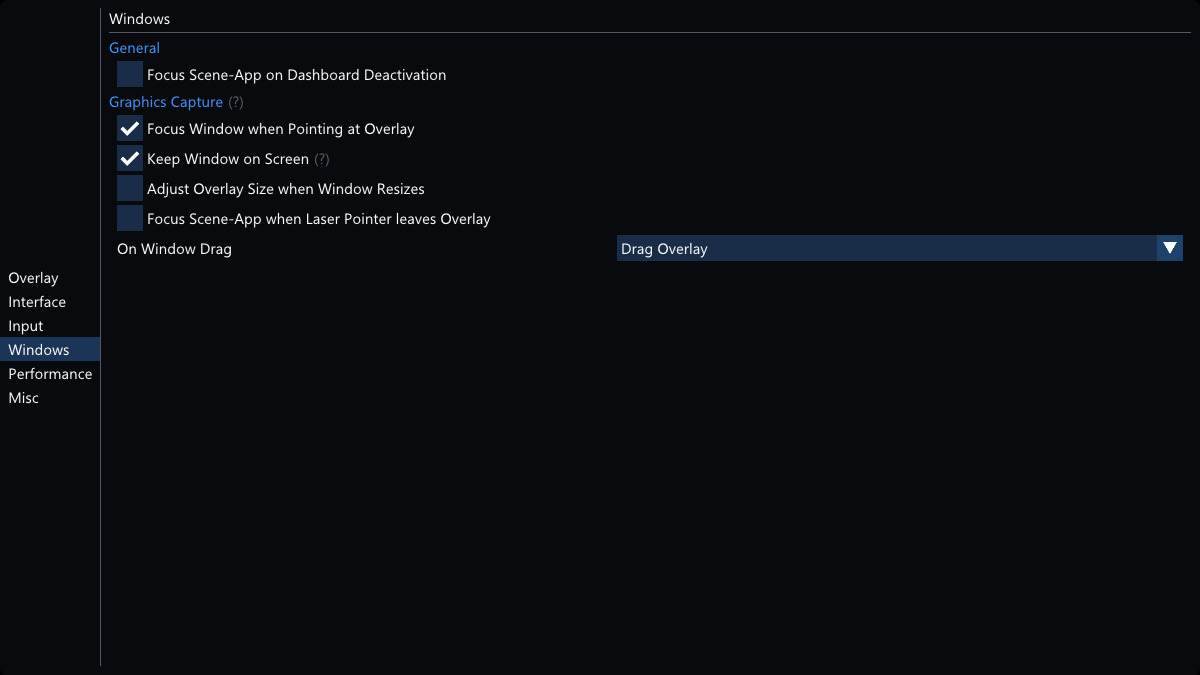 Windows
General
Focus Scene-App on Dashboard Deactivation
Graphics Capture (?)
Focus Window when Pointing at Overlay
Keep Window on Screen (?)
Adjust Overlay Size when Window Resizes
Focus Scene-App when Laser Pointer leaves Overlay
On Window Drag Drag Overlay
Overlay
Interface
Input
Windows
Performance
Misc